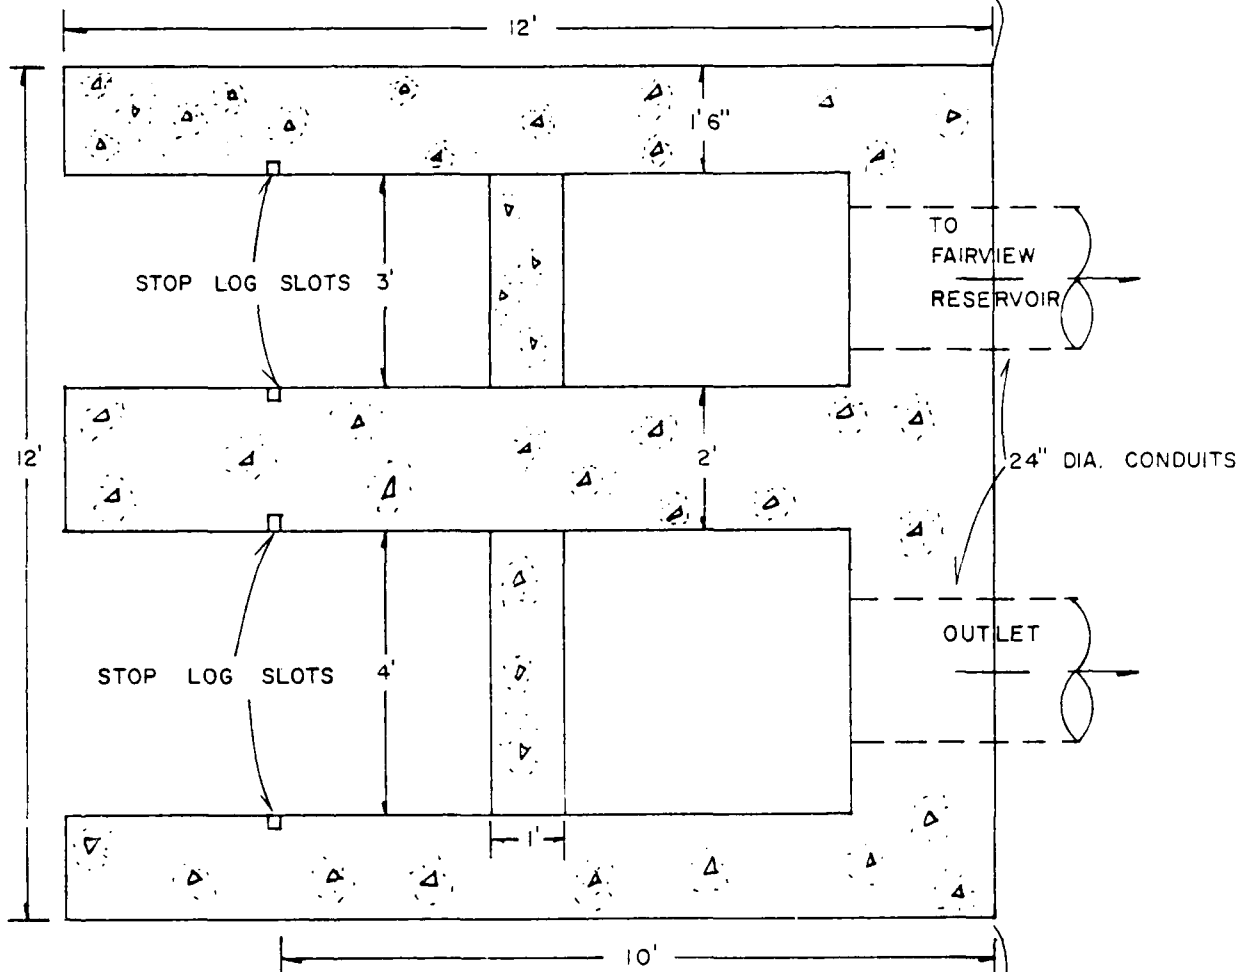 12'
1'6"
TO
FAIRVIEW
RESERVOIR
STOP LOG SLOTS 3'
12'
2'
24" DIA. CONDUITS
OUTLET
STOP LOG SLOTS 4'
1'
10'